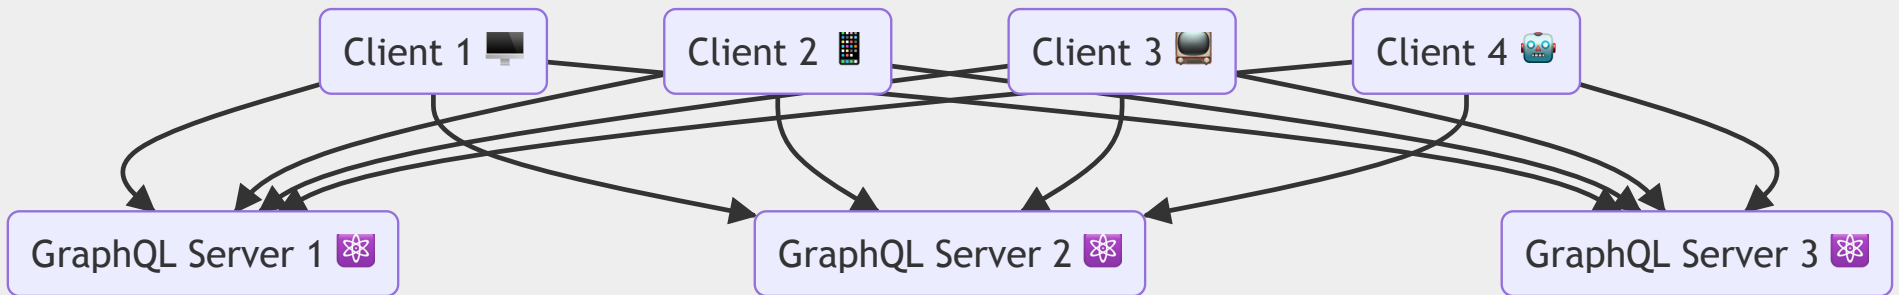 Client 1 🖥️
Client 2 📱
Client 3 📺
Client 4 🤖
GraphQL Server 1 ⚛️
GraphQL Server 2 ⚛️
GraphQL Server 3 ⚛️